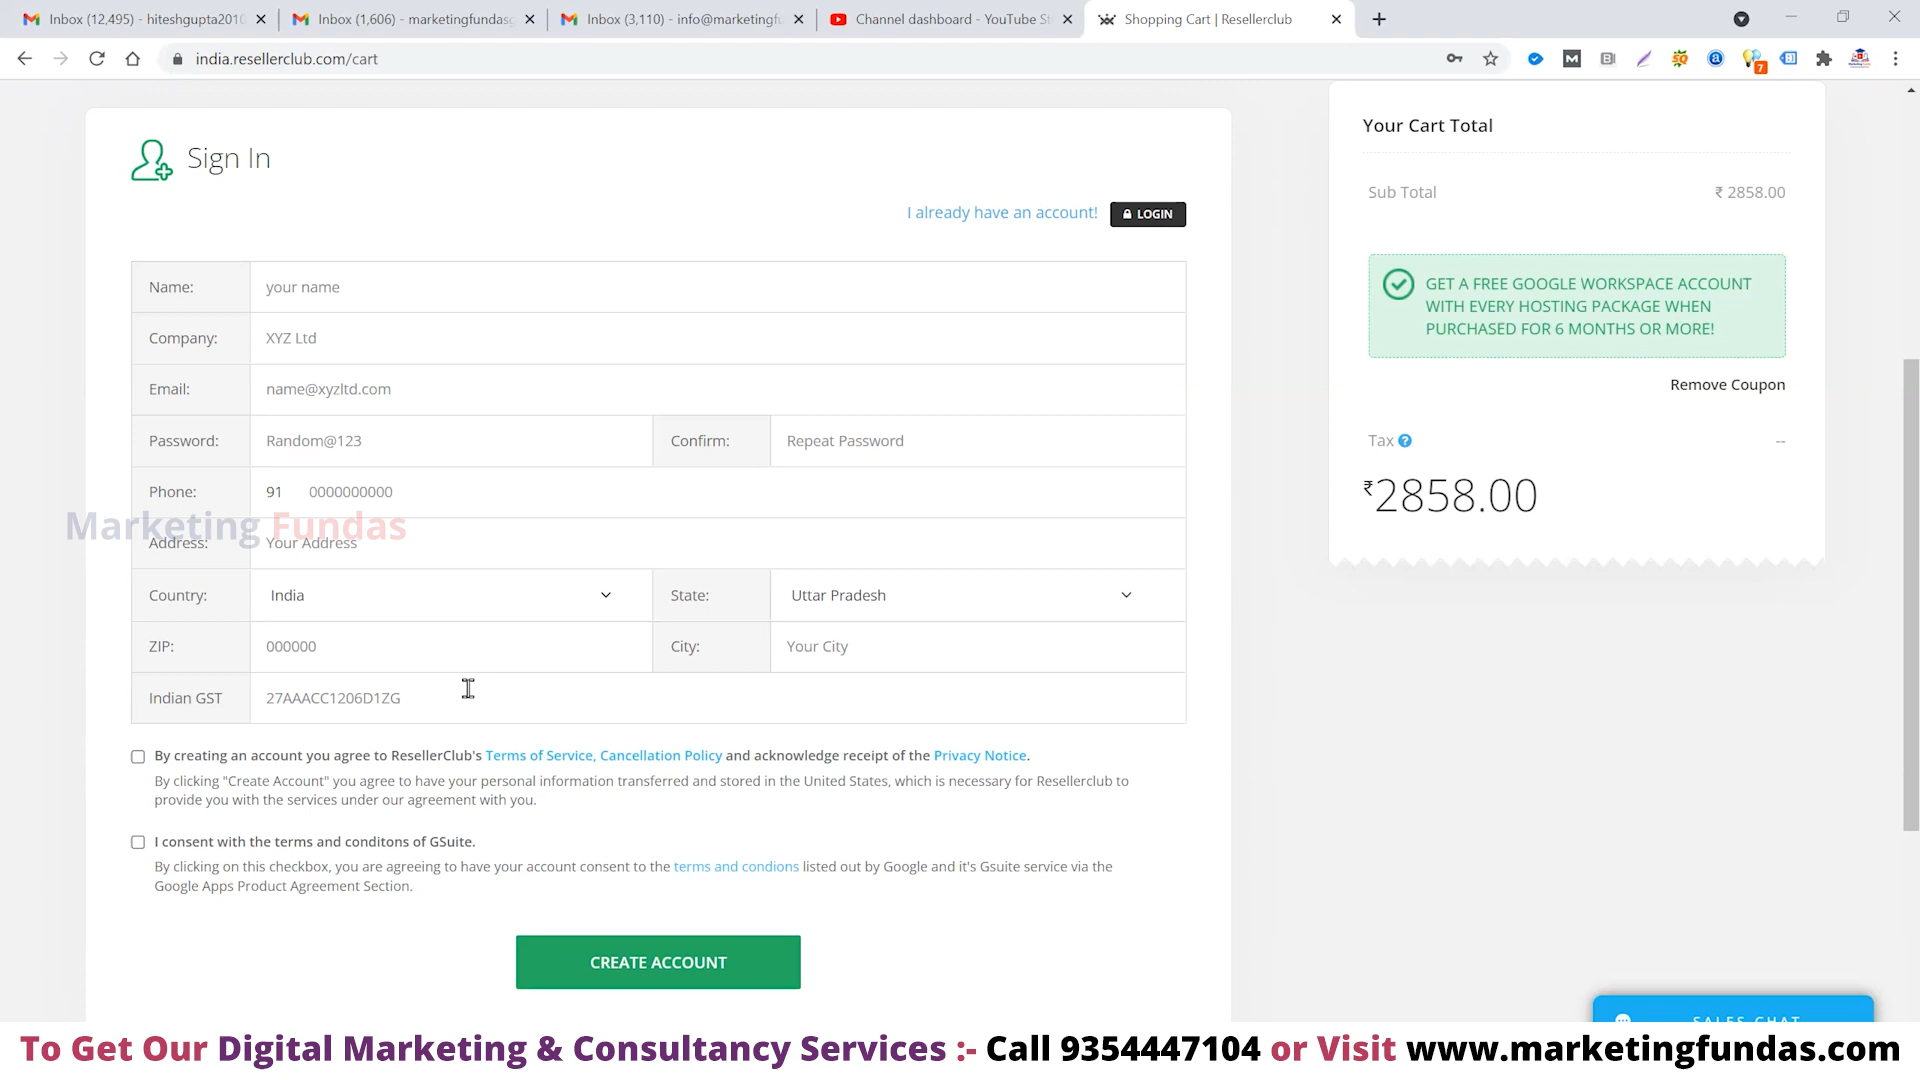 Inbox (12,495) - hiteshgupta2010
Inbox (1,606) - marketingfundasg
Inbox (3,110) - info@marketingfu
Channel dashboard - YouTube St
Shopping Cart | Resellerclub
india.resellerclub.com/cart
7
Sign In
I already have an account!
LOGIN
Name:
your name
Company:
XYZ Ltd
Email:
name@xyzltd.com
Password:
Random@123
Confirm:
Repeat Password
Phone:
91
0000000000
Marketing Fundas
Address:
Your Address
Country:
India
State:
Uttar Pradesh
ZIP:
000000
City:
Your City
Indian GST
27AAACC1206D1ZG
By creating an account you agree to ResellerClub's Terms of Service, Cancellation Policy and acknowledge receipt of the Privacy Notice.
By clicking "Create Account" you agree to have your personal information transferred and stored in the United States, which is necessary for Resellerclub to
provide you with the services under our agreement with you.
I consent with the terms and conditons of GSuite.
By clicking on this checkbox, you are agreeing to have your account consent to the terms and condions listed out by Google and it's Gsuite service via the
Google Apps Product Agreement Section.
CREATE ACCOUNT
Your Cart Total
Sub Total
₹ 2858.00
GET A FREE GOOGLE WORKSPACE ACCOUNT
WITH EVERY HOSTING PACKAGE WHEN
PURCHASED FOR 6 MONTHS OR MORE!
Remove Coupon
Tax
--
₹2858.00
SALES CHAT
To Get Our Digital Marketing & Consultancy Services :- Call 9354447104 or Visit www.marketingfundas.com